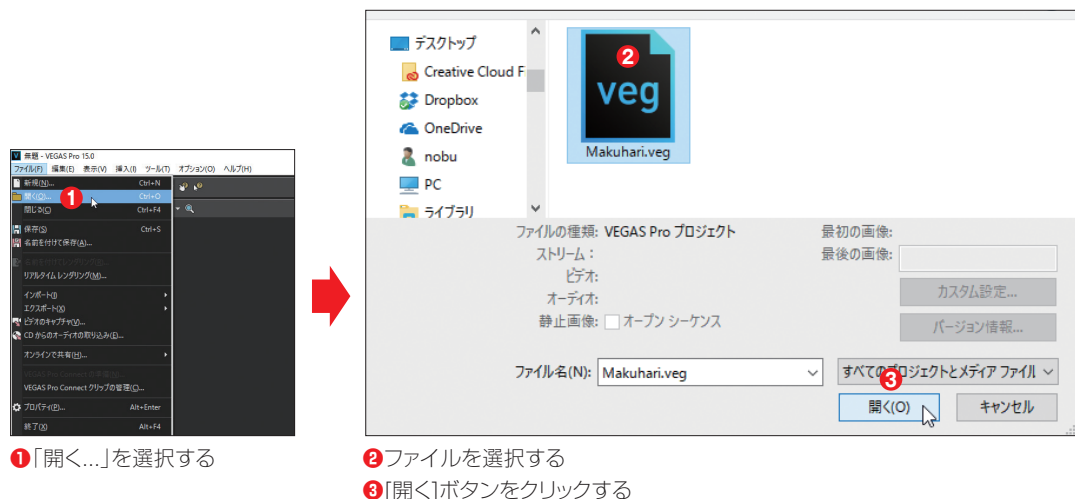 無題 - VEGAS Pro 15.0
ファイル(F) 編集(E) 表示(V) 挿入(I) ツール(T) オプション(O) ヘルプ(H)
新規(N)... Ctrl+N
開く(O)... Ctrl+O
❶
閉じる(C) Ctrl+F4
保存(S) Ctrl+S
名前を付けて保存(A)...
リアルタイム レンダリング(M)...
インポート(I)
エクスポート(X)
ビデオのキャプチャ(V)...
CD からのオーディオの取り込み(E)...
オンラインで共有(H)...
VEGAS Pro Connect クリップの管理(C)...
プロパティ(P)... Alt+Enter
終了(X) Alt+F4
❶「開く...」を選択する
デスクトップ
Creative Cloud F
Dropbox
OneDrive
nobu
PC
ライブラリ
❷
veg
Makuhari.veg
ファイルの種類: VEGAS Pro プロジェクト
ストリーム:
ビデオ:
オーディオ:
静止画像: オープン シーケンス
最初の画像:
最後の画像:
カスタム設定...
バージョン情報...
ファイル名(N): Makuhari.veg
すべてのプロジェクトとメディア ファイル
❸
開く(O) キャンセル
❷ファイルを選択する
❸[開く]ボタンをクリックする